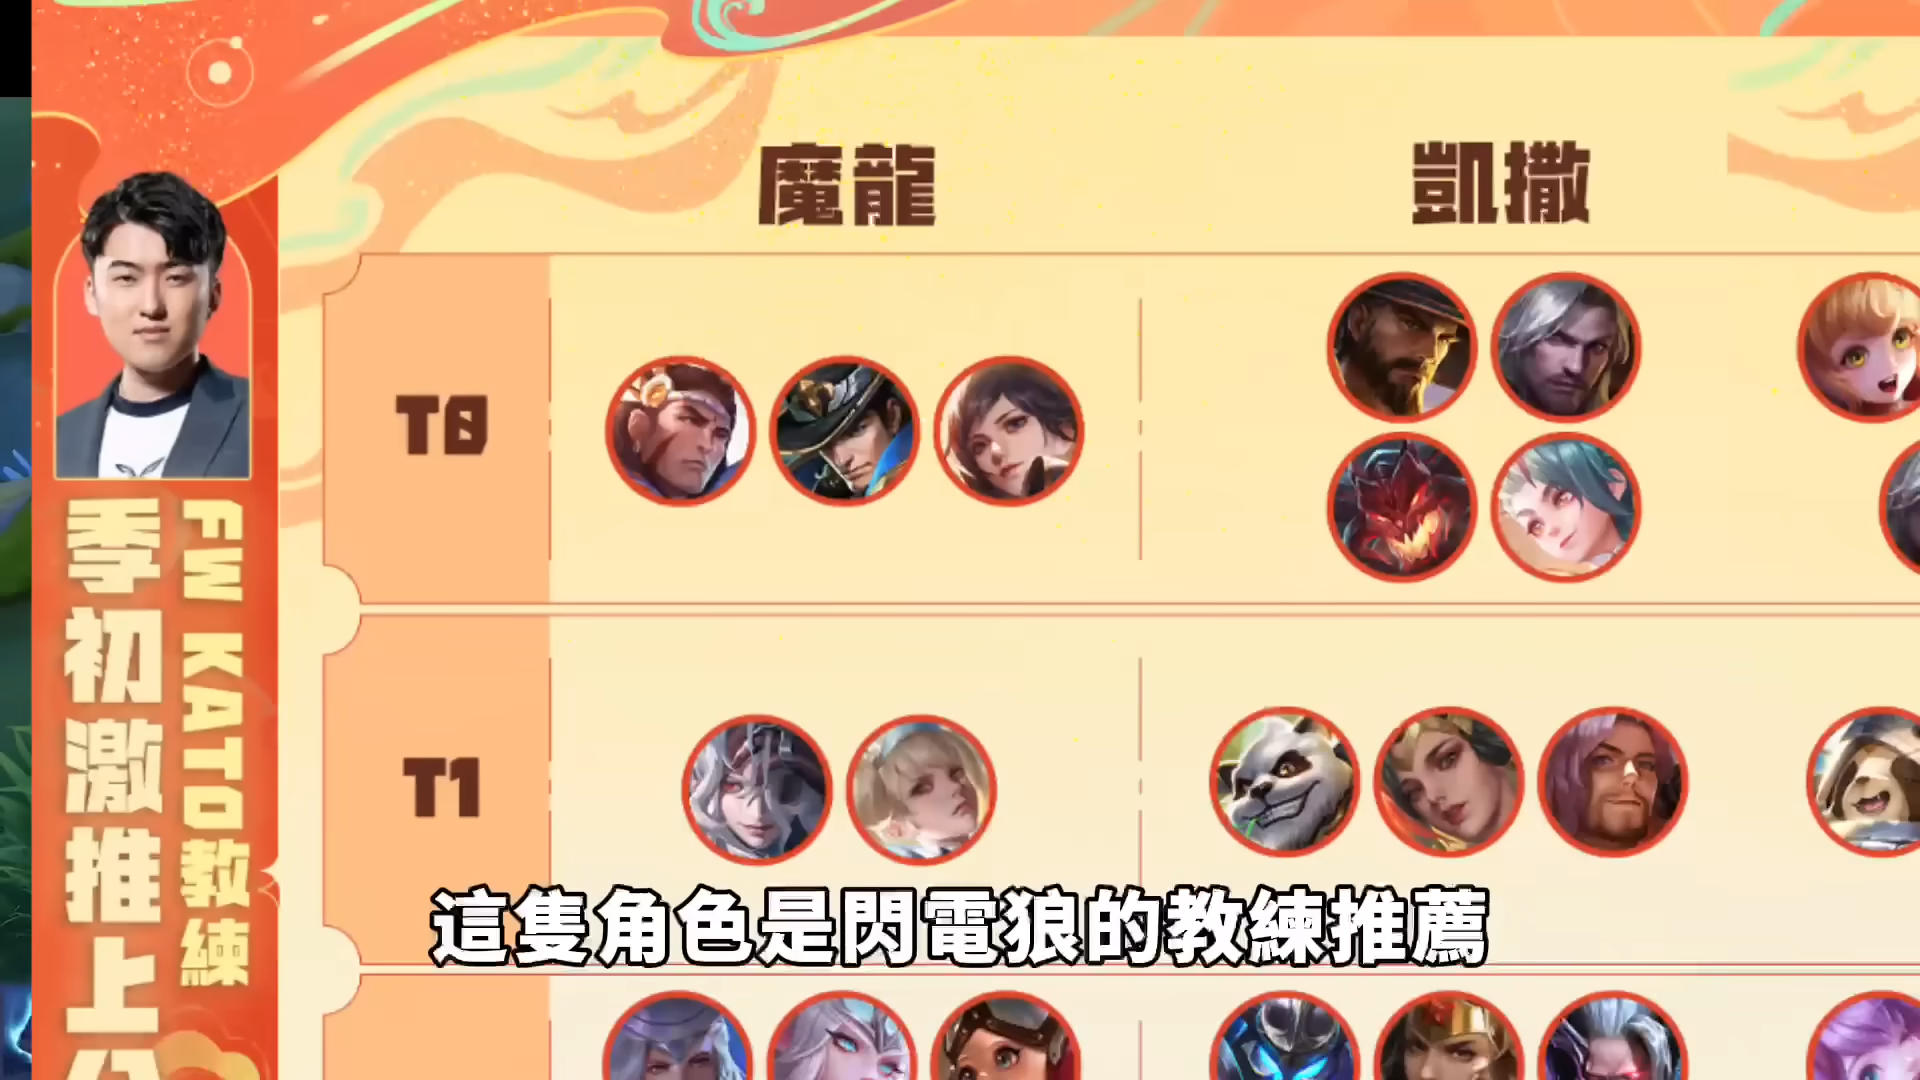 魔龍
凱撒
T0
T1
FW KATO教練
季初激推上
這隻角色是閃電狼的教練推薦